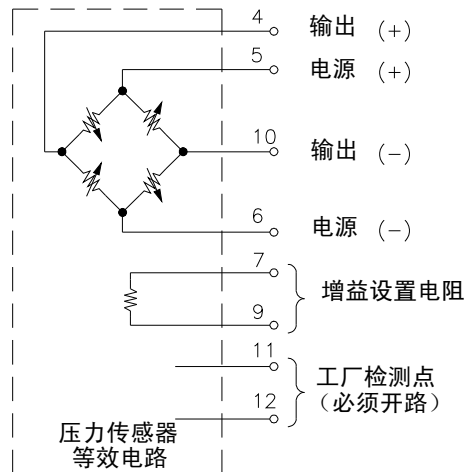 4 输出 (+)
5 电源 (+)
10 输出 (−)
6 电源 (−)
7
增益设置电阻
9
11
工厂检测点
(必须开路)
12
压力传感器
等效电路